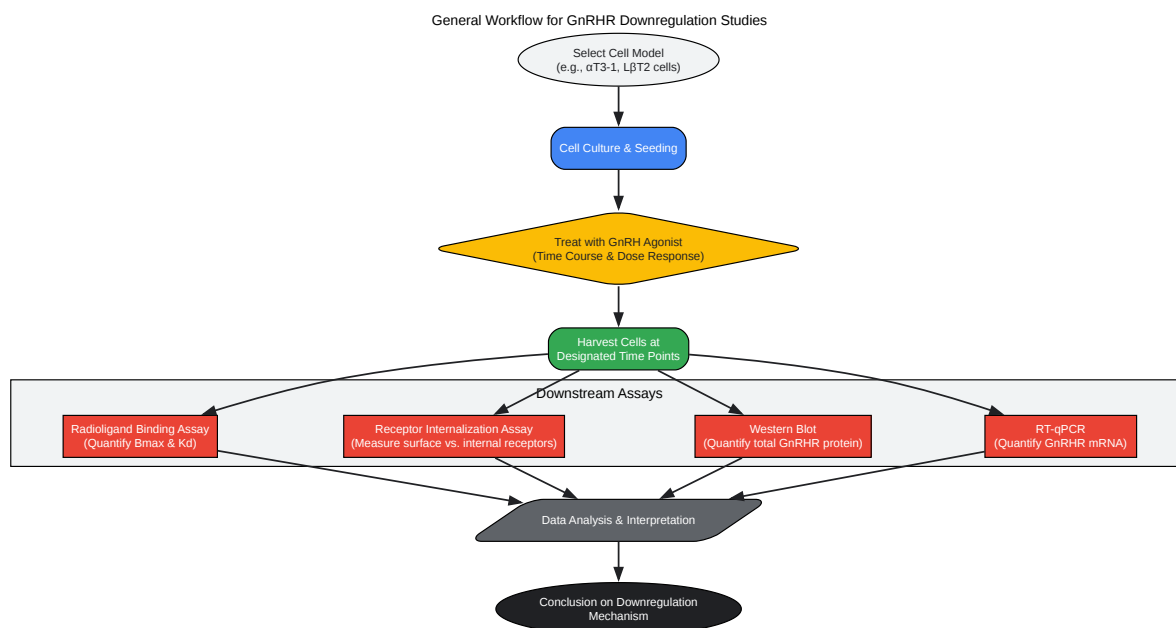 General Workflow for GnRHR Downregulation Studies
Select Cell Model
(e.g., αT3-1, LβT2 cells)
Cell Culture & Seeding
Treat with GnRH Agonist
(Time Course & Dose Response)
Harvest Cells at
Designated Time Points
Downstream Assays
Radioligand Binding Assay
(Quantify Bmax & Kd)
Receptor Internalization Assay
(Measure surface vs. internal receptors)
Western Blot
(Quantify total GnRHR protein)
RT-qPCR
(Quantify GnRHR mRNA)
Data Analysis & Interpretation
Conclusion on Downregulation
Mechanism